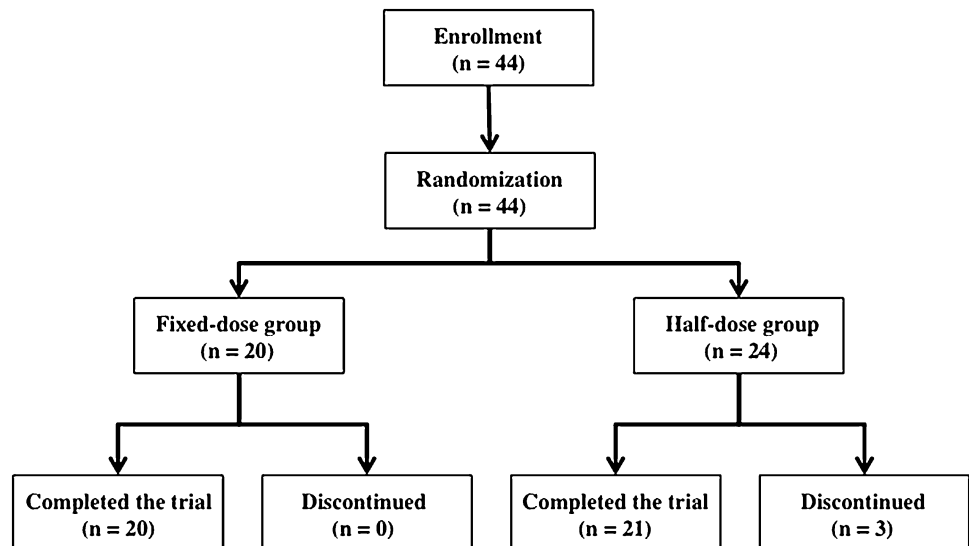 Enrollment
(n = 44)
Randomization
(n = 44)
Fixed-dose group
(n = 20)
Half-dose group
(n = 24)
Completed the trial
(n = 20)
Discontinued
(n = 0)
Completed the trial
(n = 21)
Discontinued
(n = 3)